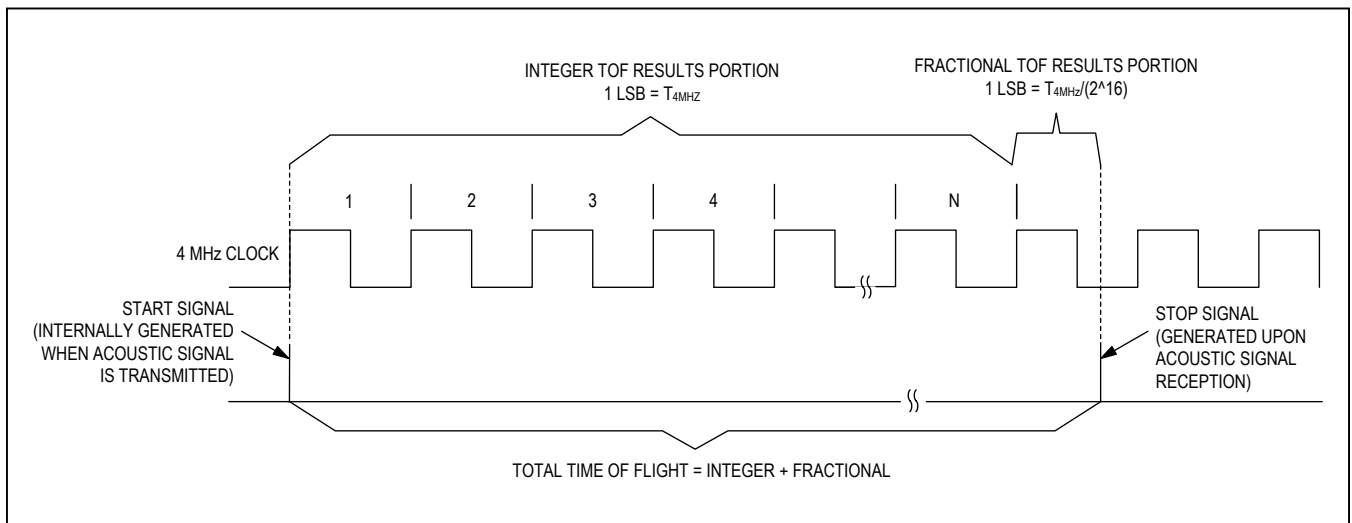 INTEGER TOF RESULTS PORTION
1 LSB = T4MHZ
FRACTIONAL TOF RESULTS PORTION
1 LSB = T4MHz/(2^16)
1 2 3 4 N
4 MHz CLOCK
START SIGNAL
(INTERNALLY GENERATED
WHEN ACOUSTIC SIGNAL
IS TRANSMITTED)
STOP SIGNAL
(GENERATED UPON
ACOUSTIC SIGNAL
RECEPTION)
TOTAL TIME OF FLIGHT = INTEGER + FRACTIONAL